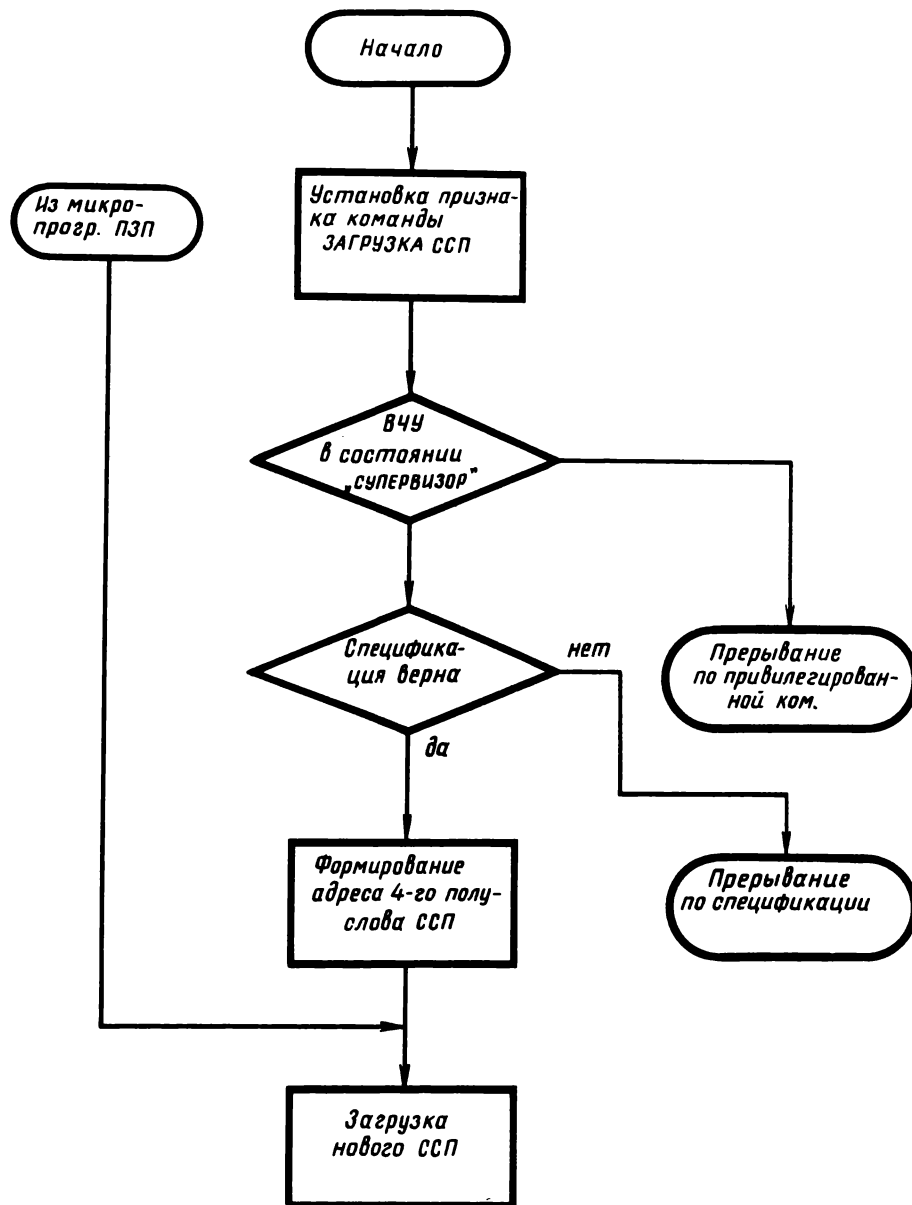 Начало
Установка призна-
ка команды
ЗАГРУЗКА ССП
Из микро-
прогр. ПЗП
ВЧУ
в состоянии
„СУПЕРВИЗОР"
Специфика-
ция верна
нет
да
Прерывание
по привилегирован-
ной ком.
Формирование
адреса 4-го полу-
слова ССП
Прерывание
по спецификации
Загрузка
нового ССП